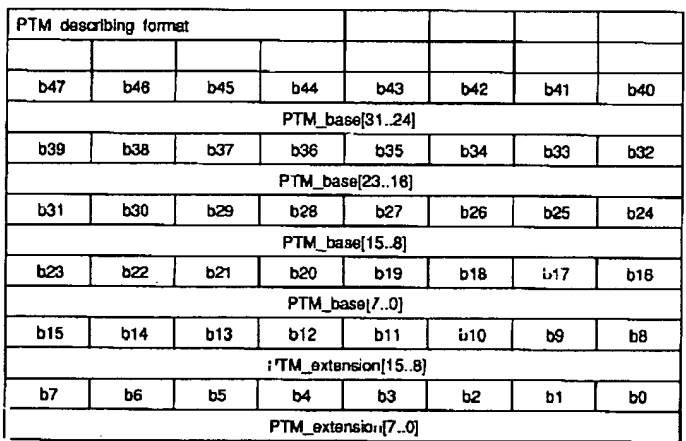 PTM describing format
b47 b46 b45 b44 b43 b42 b41 b40
PTM_base[31..24]
b39 b38 b37 b36 b35 b34 b33 b32
PTM_base[23..16]
b31 b30 b29 b28 b27 b26 b25 b24
PTM_base[15..8]
b23 b22 b21 b20 b19 b18 b17 b16
PTM_base[7..0]
b15 b14 b13 b12 b11 b10 b9 b8
PTM_extension[15..8]
b7 b6 b5 b4 b3 b2 b1 b0
PTM_extension[7..0]